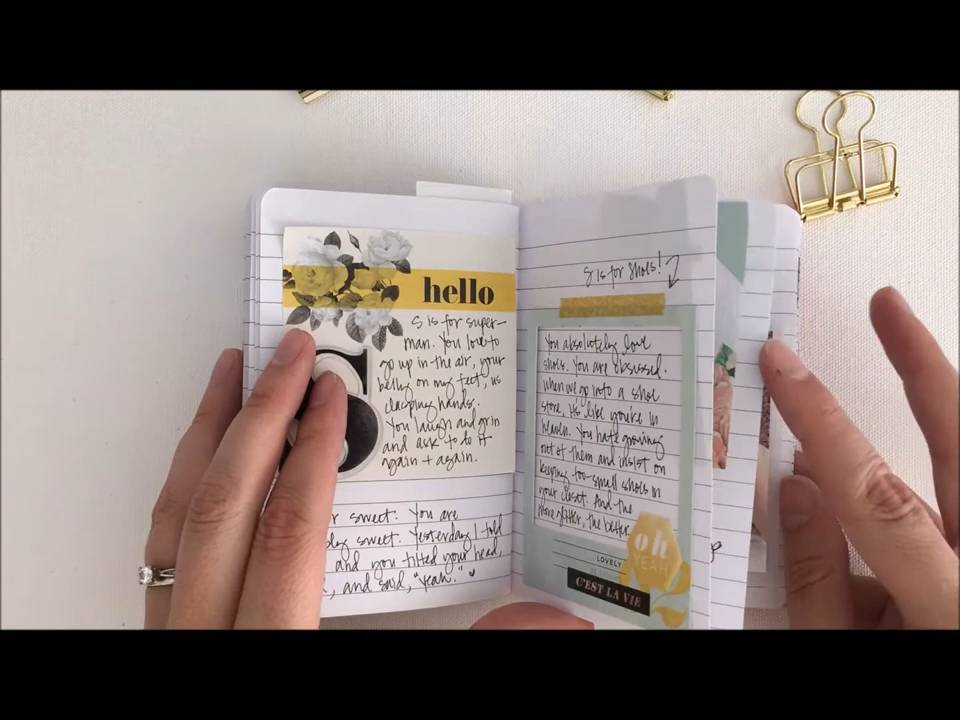 hello
S is for super-
man. You love to
go up in the air, your
belly on my feet, us
clasping hands.
You laugh and grin
and ask to do it
again + again.
sweet. You are
sweet. Yesterday I told
and you tilted your head
, and said, "Yeah."
S is for Shoes!
You absolutely love
shoes. You are obsessed.
when we go into a shoe
store, it's like you're in
heaven. You hate growing
out of them and insist on
keeping too-small shoes in
your closet. And the
more glitter, the better.
oh
YEAH
LOVELY
C'EST LA VIE